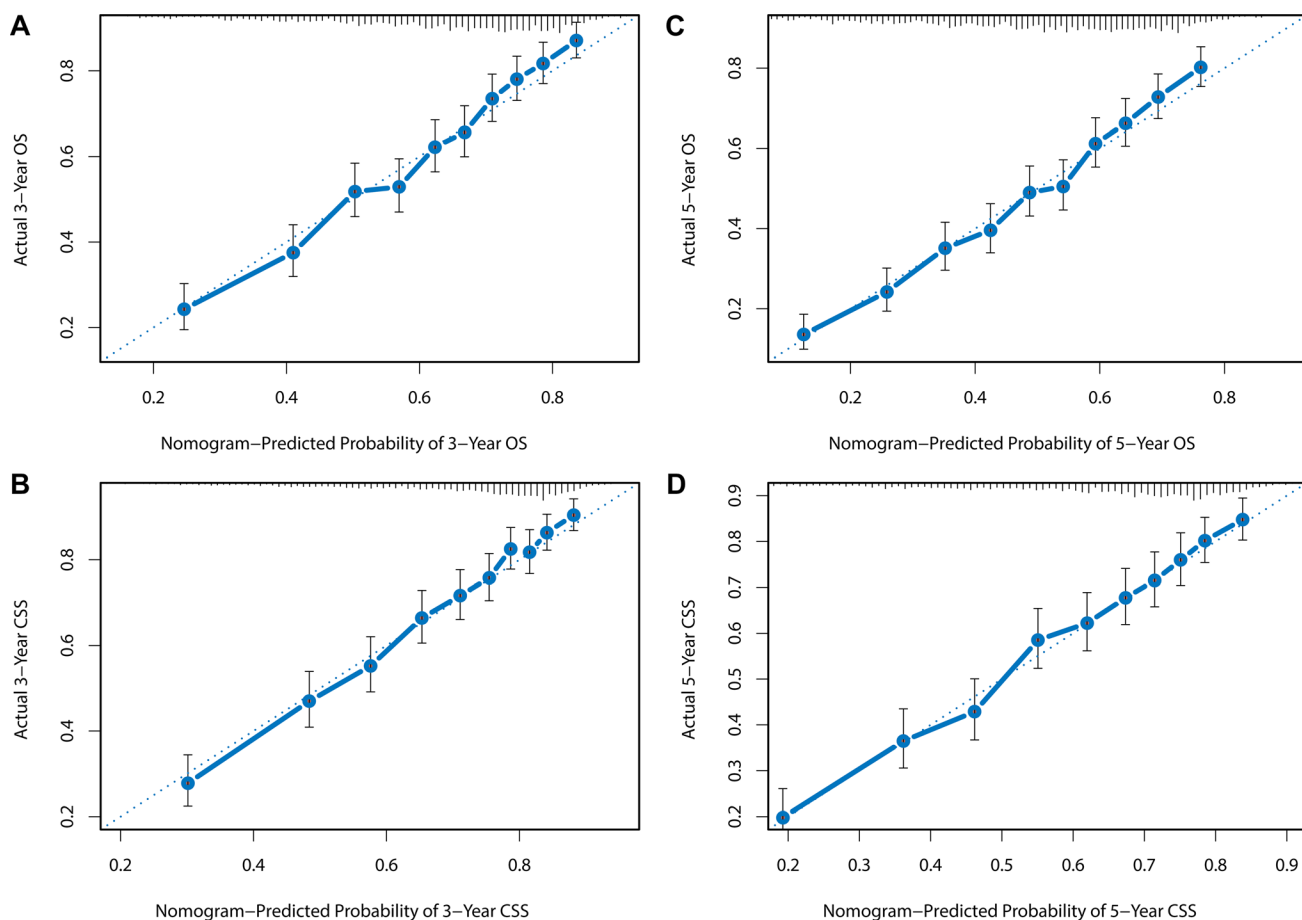 A
Actual 3−Year OS
0.8
0.6
0.4
0.2
0.2 0.4 0.6 0.8
Nomogram−Predicted Probability of 3−Year OS
C
Actual 5−Year OS
0.8
0.6
0.4
0.2
0.2 0.4 0.6 0.8
Nomogram−Predicted Probability of 5−Year OS
B
Actual 3−Year CSS
0.8
0.6
0.4
0.2
0.2 0.4 0.6 0.8
Nomogram−Predicted Probability of 3−Year CSS
D
Actual 5−Year CSS
0.9
0.8
0.7
0.6
0.5
0.4
0.3
0.2
0.2 0.3 0.4 0.5 0.6 0.7 0.8 0.9
Nomogram−Predicted Probability of 5−Year CSS